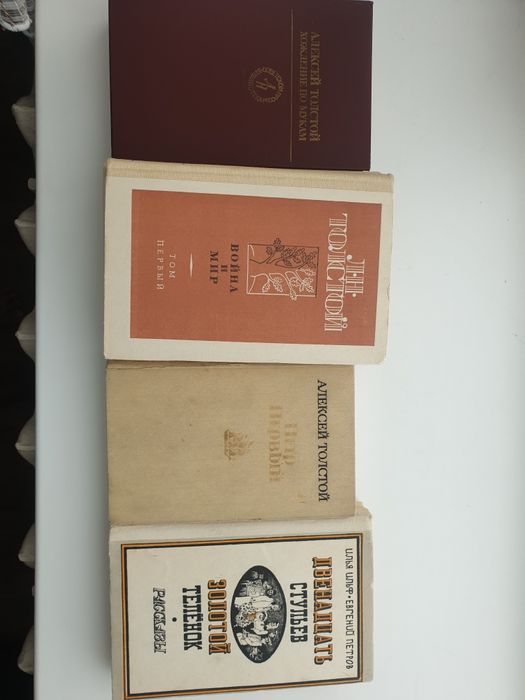 АЛЕКСЕЙ ТОЛСТОЙ
ХОЖДЕНИЕ ПО МУКАМ
Л·Н·
ТОЛСТОЙ
ВОЙНА
И
МИР
ТОМ
ПЕРВЫЙ
АЛЕКСЕЙ ТОЛСТОЙ
ПЕТР
ПЕРВЫЙ
ИЛЬЯ ИЛЬФ·ЕВГЕНИЙ ПЕТРОВ
ДВЕНАДЦАТЬ
СТУЛЬЕВ
ЗОЛОТОЙ
ТЕЛЁНОК
РАССКАЗЫ